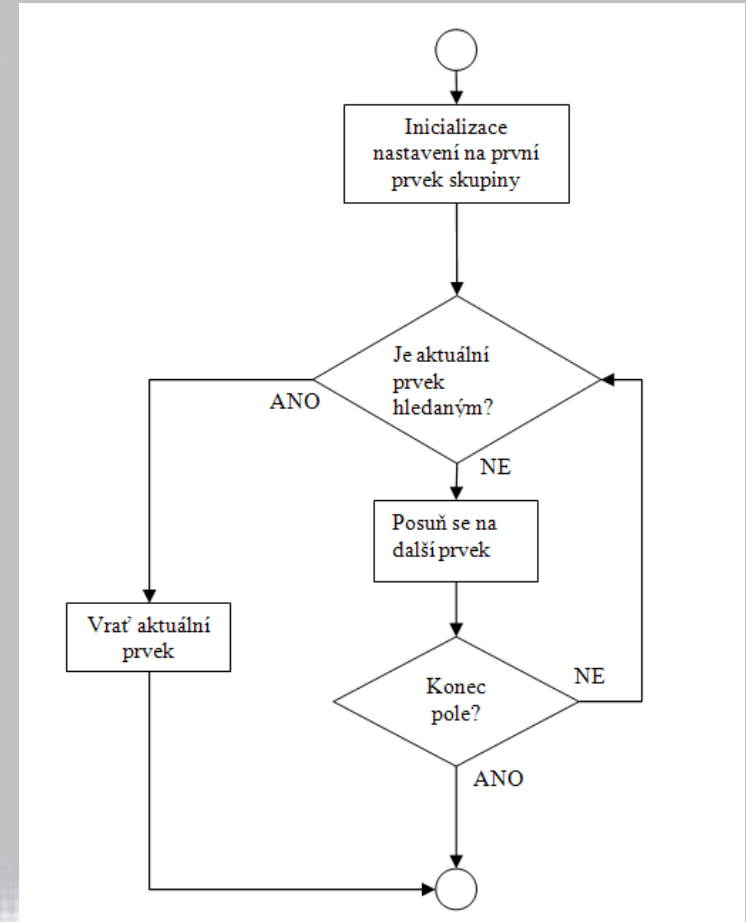 Inicializace
nastavení na první
prvek skupiny
Je aktuální
prvek
hledaným?
ANO
NE
Posuň se na
další prvek
Vrať aktuální
prvek
Konec
pole?
NE
ANO